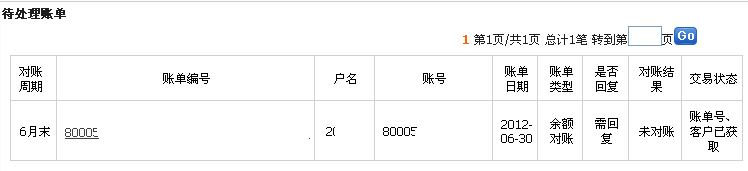 待处理账单
1 第1页/共1页 总计1笔 转到第 页 Go
对账周期 账单编号 户名 账号 账单日期 账单类型 是否回复 对账结果 交易状态
6月末 80005 20 80005 2012-06-30 余额对账 需回复 未对账 账单号、客户已获取